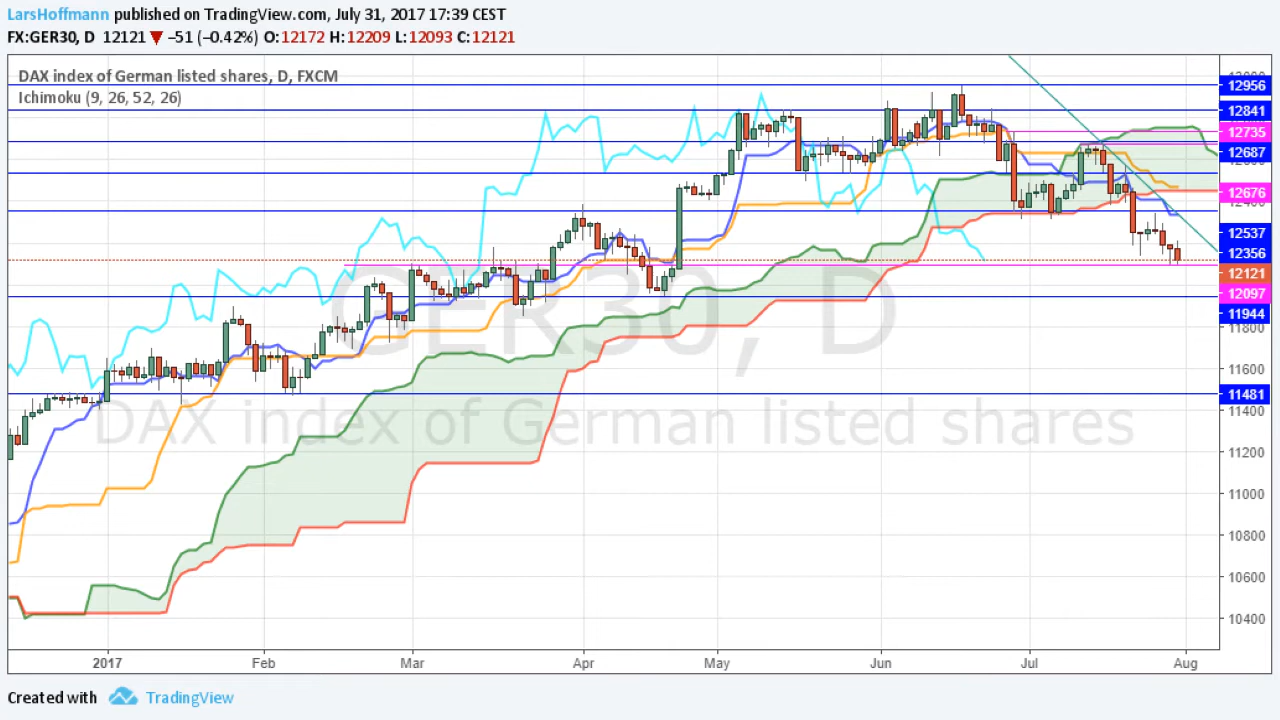 LarsHoffmann published on TradingView.com, July 31, 2017 17:39 CEST
FX:GER30, D 12121 ▼ −51 (−0.42%) O:12172 H:12209 L:12093 C:12121
DAX index of German listed shares, D, FXCM
Ichimoku (9, 26, 52, 26)
GER30, D
DAX index of German listed shares
12956
12841
12735
12687
12676
12537
12356
12121
12097
11944
11800
11600
11481
11400
11200
11000
10800
10600
10400
2017 Feb Mar Apr May Jun Jul Aug
Created with TradingView